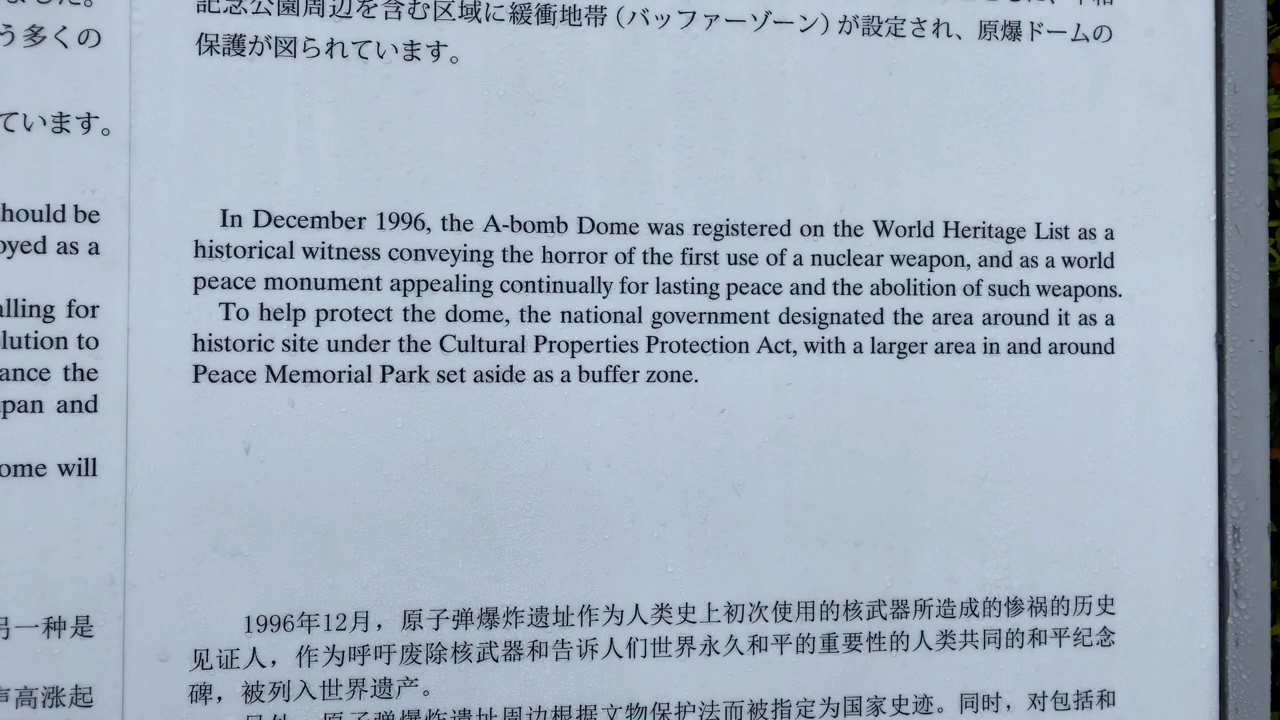 う多くの
ています。
hould be
oyed as a
alling for
lution to
ance the
pan and
ome will
另一种是
高涨起
記念公園周辺を含む区域に緩衝地帯(バッファーゾーン)が設定され、原爆ドームの
保護が図られています。
In December 1996, the A-bomb Dome was registered on the World Heritage List as a
historical witness conveying the horror of the first use of a nuclear weapon, and as a world
peace monument appealing continually for lasting peace and the abolition of such weapons.
To help protect the dome, the national government designated the area around it as a
historic site under the Cultural Properties Protection Act, with a larger area in and around
Peace Memorial Park set aside as a buffer zone.
1996年12月，原子弹爆炸遗址作为人类史上初次使用的核武器所造成的惨祸的历史
见证人，作为呼吁废除核武器和告诉人们世界永久和平的重要性的人类共同的和平纪念
碑，被列入世界遗产。
另外，原子弹爆炸遗址周边根据文物保护法而被指定为国家史迹。同时，对包括和